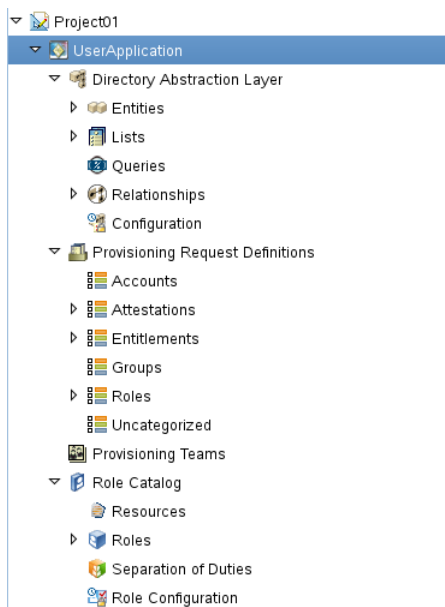 Project01
UserApplication
Directory Abstraction Layer
Entities
Lists
Queries
Relationships
Configuration
Provisioning Request Definitions
Accounts
Attestations
Entitlements
Groups
Roles
Uncategorized
Provisioning Teams
Role Catalog
Resources
Roles
Separation of Duties
Role Configuration